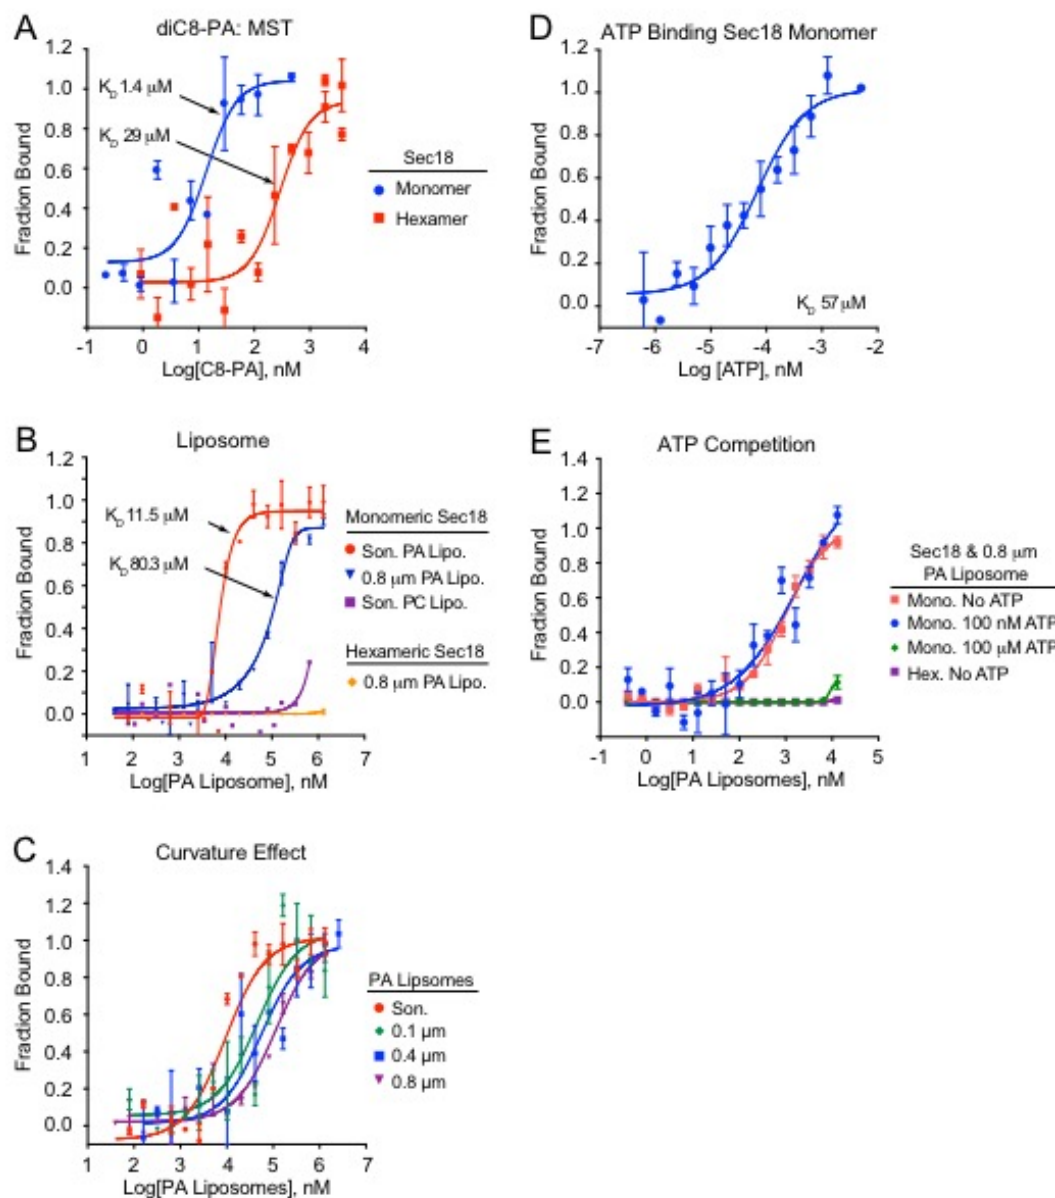 A
diC8-PA: MST
Fraction Bound
1.2
1.0
0.8
0.6
0.4
0.2
0.0
K_D 1.4 µM
K_D 29 µM
Sec18
Monomer
Hexamer
-1 0 1 2 3 4
Log[C8-PA], nM
D
ATP Binding Sec18 Monomer
Fraction Bound
1.2
1.0
0.8
0.6
0.4
0.2
0.0
K_D 57 µM
-7 -6 -5 -4 -3 -2
Log [ATP], nM
B
Liposome
Fraction Bound
1.2
1.0
0.8
0.6
0.4
0.2
0.0
K_D 11.5 µM
K_D 80.3 µM
Monomeric Sec18
Son. PA Lipo.
0.8 µm PA Lipo.
Son. PC Lipo.
Hexameric Sec18
0.8 µm PA Lipo.
1 2 3 4 5 6 7
Log[PA Liposome], nM
E
ATP Competition
Fraction Bound
1.4
1.2
1.0
0.8
0.6
0.4
0.2
0.0
Sec18 & 0.8 µm
PA Liposome
Mono. No ATP
Mono. 100 nM ATP
Mono. 100 µM ATP
Hex. No ATP
-1 0 1 2 3 4 5
Log[PA Liposomes], nM
C
Curvature Effect
Fraction Bound
1.4
1.2
1.0
0.8
0.6
0.4
0.2
0.0
PA Lipsomes
Son.
0.1 µm
0.4 µm
0.8 µm
1 2 3 4 5 6 7
Log[PA Liposomes], nM